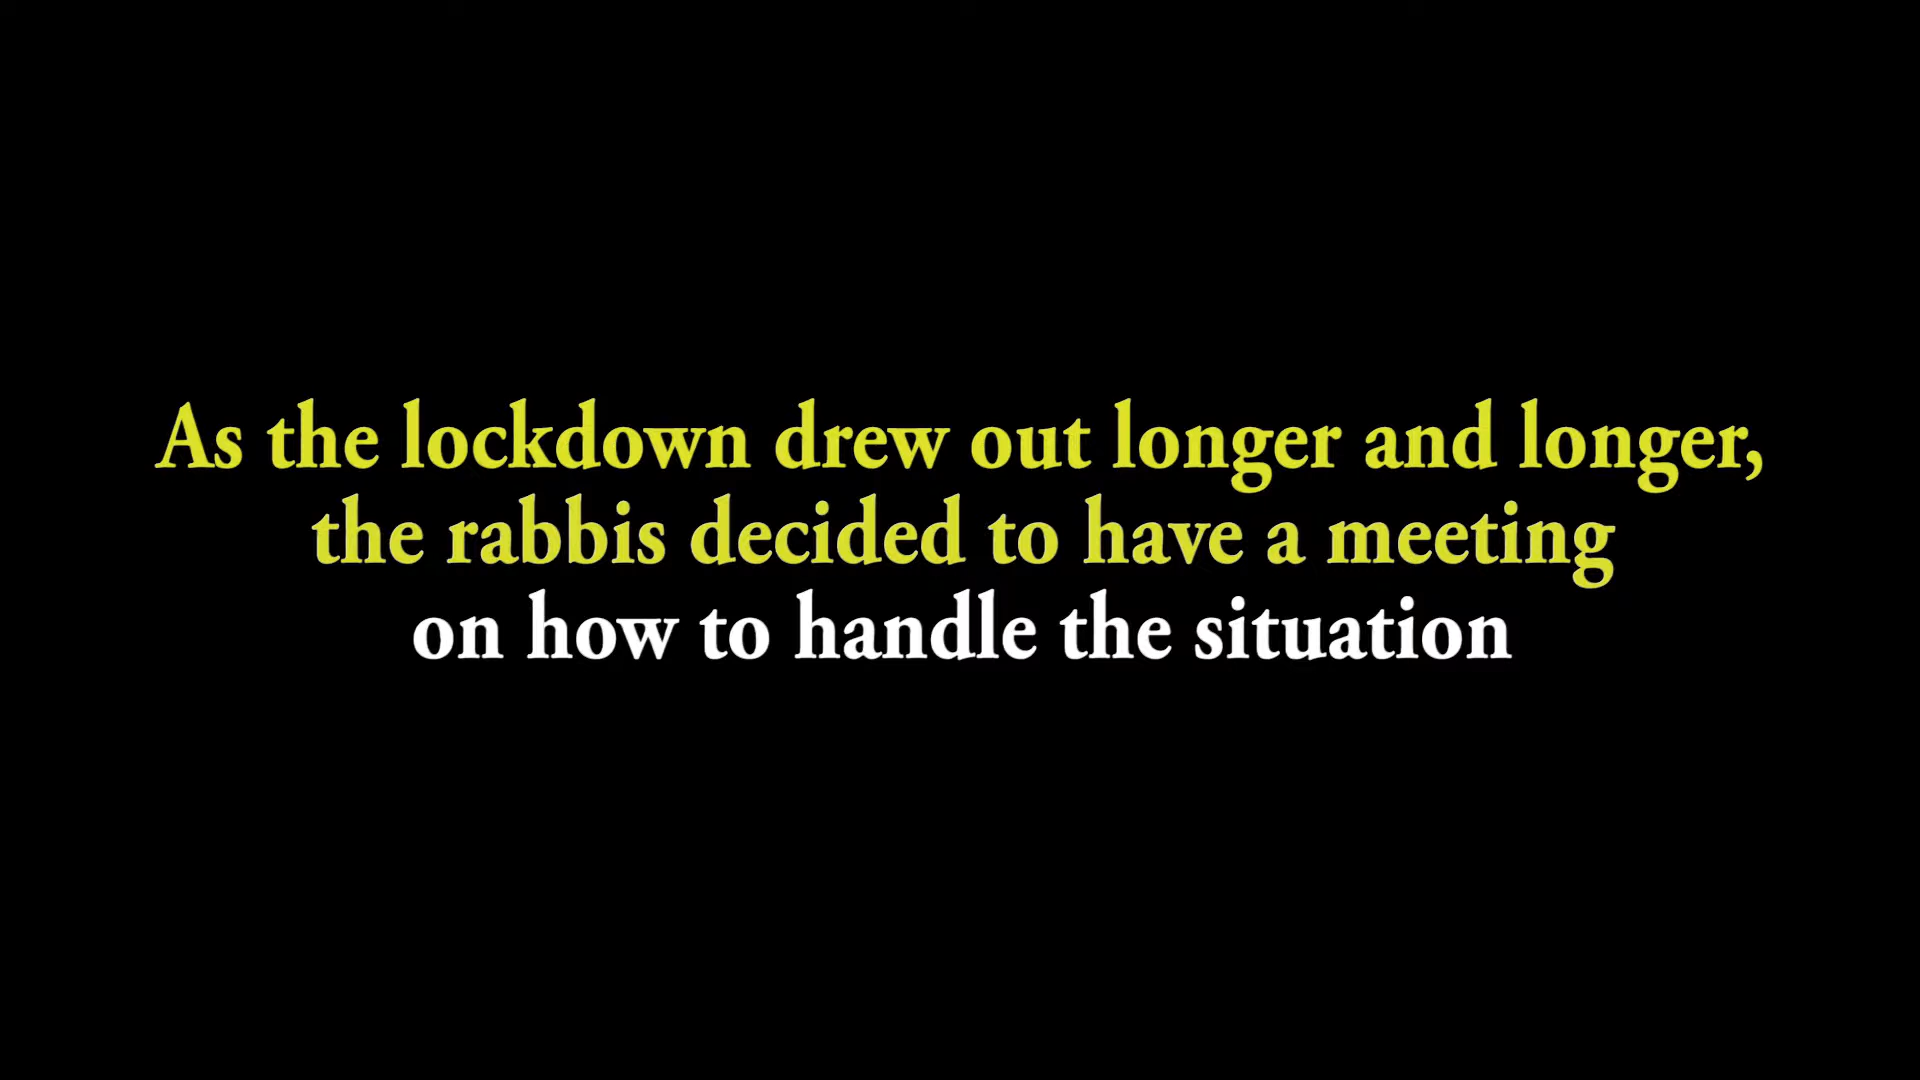 As the lockdown drew out longer and longer,
the rabbis decided to have a meeting
on how to handle the situation